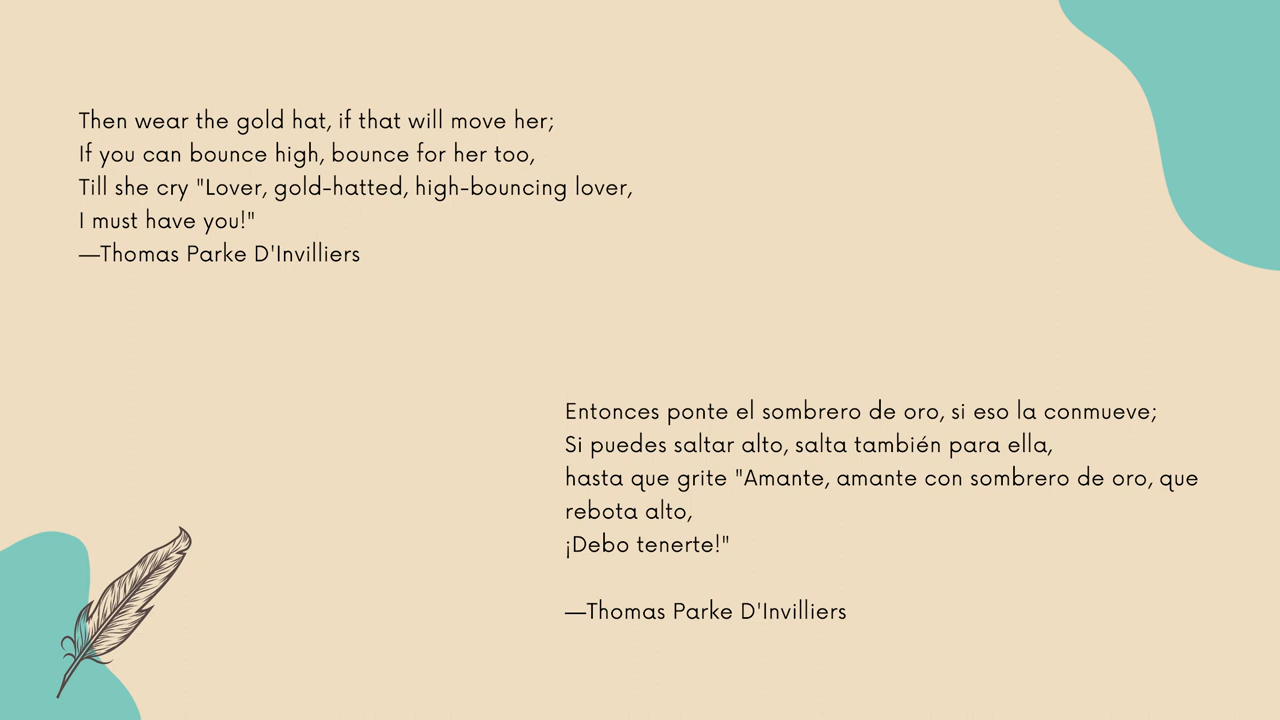 Then wear the gold hat, if that will move her;
If you can bounce high, bounce for her too,
Till she cry "Lover, gold-hatted, high-bouncing lover,
I must have you!"
—Thomas Parke D'Invilliers
Entonces ponte el sombrero de oro, si eso la conmueve;
Si puedes saltar alto, salta también para ella,
hasta que grite "Amante, amante con sombrero de oro, que
rebota alto,
¡Debo tenerte!"
—Thomas Parke D'Invilliers